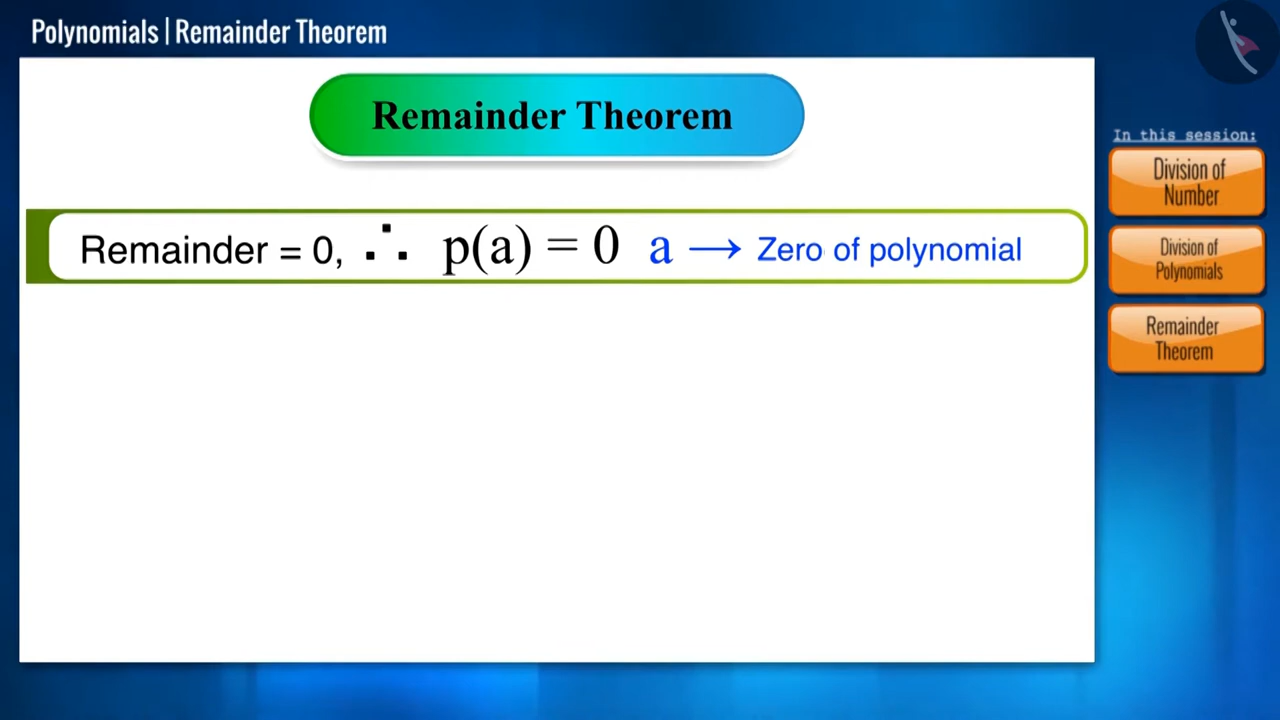 Polynomials | Remainder Theorem
Remainder Theorem
Remainder = 0, ∴ p(a) = 0 a → Zero of polynomial
In this session:
Division of
Number
Division of
Polynomials
Remainder
Theorem